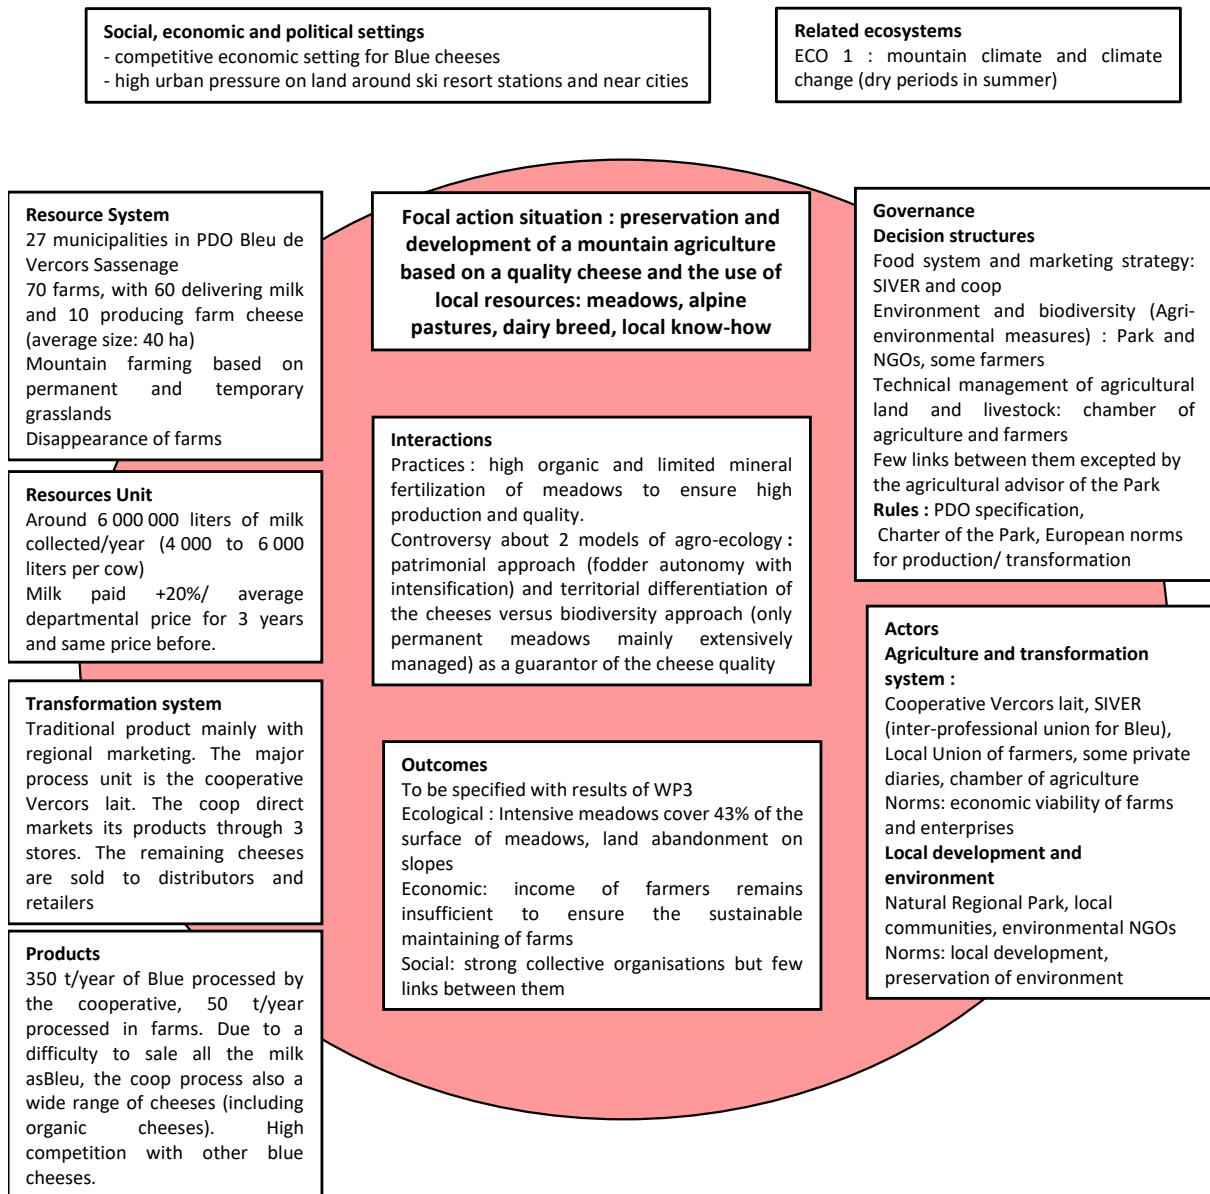 Social, economic and political settings
- competitive economic setting for Blue cheeses
- high urban pressure on land around ski resort stations and near cities
Related ecosystems
ECO 1 : mountain climate and climate
change (dry periods in summer)
Resource System
27 municipalities in PDO Bleu de
Vercors Sassenage
70 farms, with 60 delivering milk
and 10 producing farm cheese
(average size: 40 ha)
Mountain farming based on
permanent and temporary
grasslands
Disappearance of farms
Resources Unit
Around 6 000 000 liters of milk
collected/year (4 000 to 6 000
liters per cow)
Milk paid +20%/ average
departmental price for 3 years
and same price before.
Transformation system
Traditional product mainly with
regional marketing. The major
process unit is the cooperative
Vercors lait. The coop direct
markets its products through 3
stores. The remaining cheeses
are sold to distributors and
retailers
Products
350 t/year of Blue processed by
the cooperative, 50 t/year
processed in farms. Due to a
difficulty to sale all the milk
asBleu, the coop process also a
wide range of cheeses (including
organic cheeses). High
competition with other blue
cheeses.
Focal action situation : preservation and
development of a mountain agriculture
based on a quality cheese and the use of
local resources: meadows, alpine
pastures, dairy breed, local know-how
Interactions
Practices : high organic and limited mineral
fertilization of meadows to ensure high
production and quality.
Controversy about 2 models of agro-ecology :
patrimonial approach (fodder autonomy with
intensification) and territorial differentiation of
the cheeses versus biodiversity approach (only
permanent meadows mainly extensively
managed) as a guarantor of the cheese quality
Outcomes
To be specified with results of WP3
Ecological : Intensive meadows cover 43% of the
surface of meadows, land abandonment on
slopes
Economic: income of farmers remains
insufficient to ensure the sustainable
maintaining of farms
Social: strong collective organisations but few
links between them
Governance
Decision structures
Food system and marketing strategy:
SIVER and coop
Environment and biodiversity (Agri-
environmental measures) : Park and
NGOs, some farmers
Technical management of agricultural
land and livestock: chamber of
agriculture and farmers
Few links between them excepted by
the agricultural advisor of the Park
Rules : PDO specification,
Charter of the Park, European norms
for production/ transformation
Actors
Agriculture and transformation
system :
Cooperative Vercors lait, SIVER
(inter-professional union for Bleu),
Local Union of farmers, some private
diaries, chamber of agriculture
Norms: economic viability of farms
and enterprises
Local development and
environment
Natural Regional Park, local
communities, environmental NGOs
Norms: local development,
preservation of environment